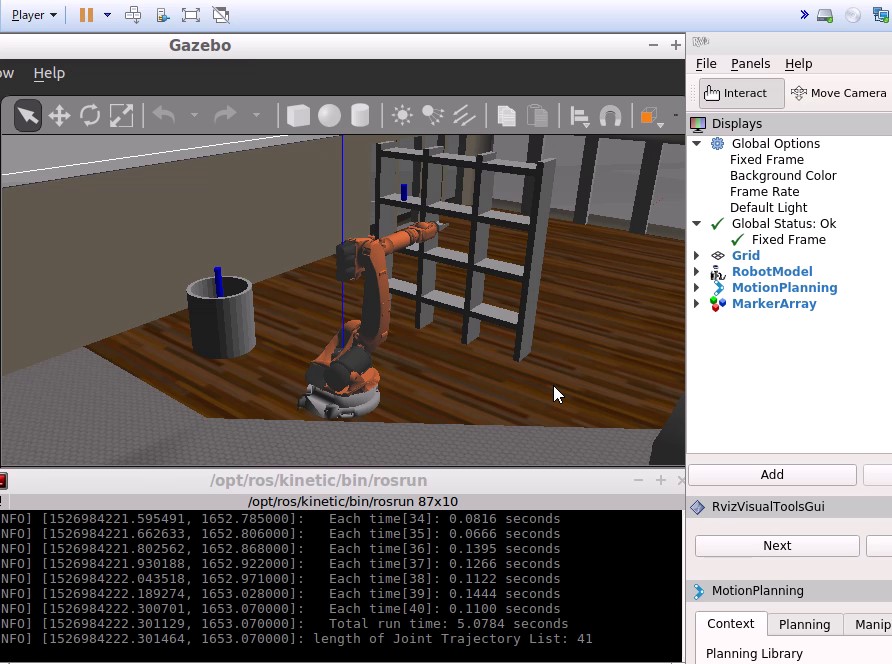 Player
Gazebo
ow Help
File Panels Help
Interact Move Camera
Displays
Global Options
Fixed Frame
Background Color
Frame Rate
Default Light
Global Status: Ok
Fixed Frame
Grid
RobotModel
MotionPlanning
MarkerArray
Add
RvizVisualToolsGui
Next
MotionPlanning
Context Planning Manip
Planning Library
/opt/ros/kinetic/bin/rosrun
/opt/ros/kinetic/bin/rosrun 87x10
NFO] [1526984221.595491, 1652.785000]: Each time[34]: 0.0816 seconds
NFO] [1526984221.662633, 1652.806000]: Each time[35]: 0.0666 seconds
NFO] [1526984221.802562, 1652.868000]: Each time[36]: 0.1395 seconds
NFO] [1526984221.930188, 1652.922000]: Each time[37]: 0.1266 seconds
NFO] [1526984222.043518, 1652.971000]: Each time[38]: 0.1122 seconds
NFO] [1526984222.189274, 1653.028000]: Each time[39]: 0.1444 seconds
NFO] [1526984222.300701, 1653.070000]: Each time[40]: 0.1100 seconds
NFO] [1526984222.301129, 1653.070000]: Total run time: 5.0784 seconds
NFO] [1526984222.301464, 1653.070000]: length of Joint Trajectory List: 41